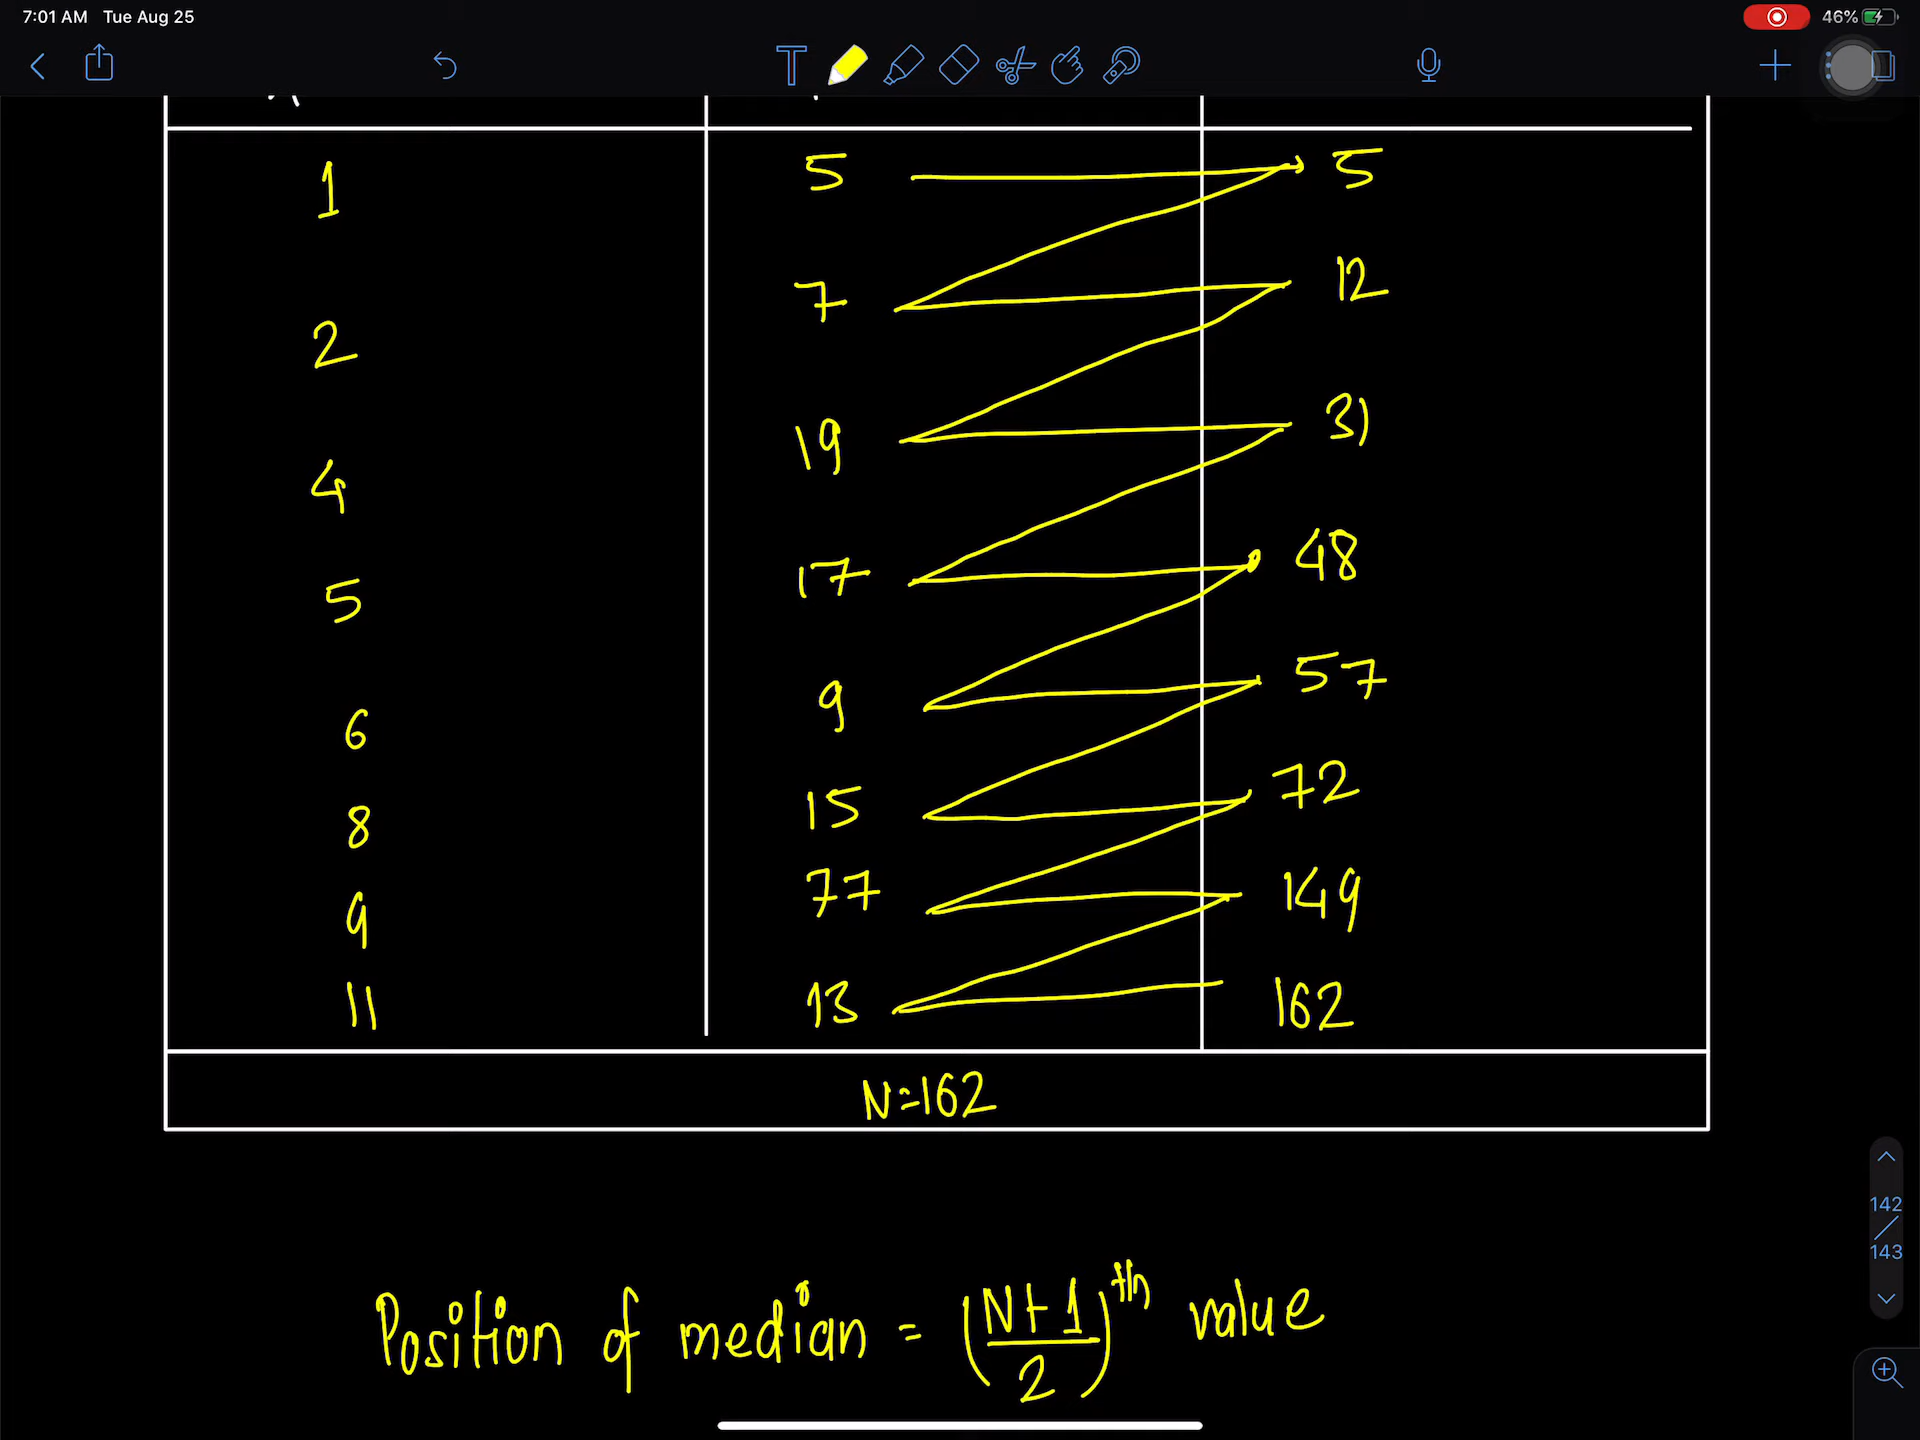 7:01 AM Tue Aug 25
46%
1 5 5
2 7 12
4 19 31
5 17 48
6 9 57
8 15 72
9 77 149
11 13 162
N=162
142
143
Position of median = (N+1/2)th value